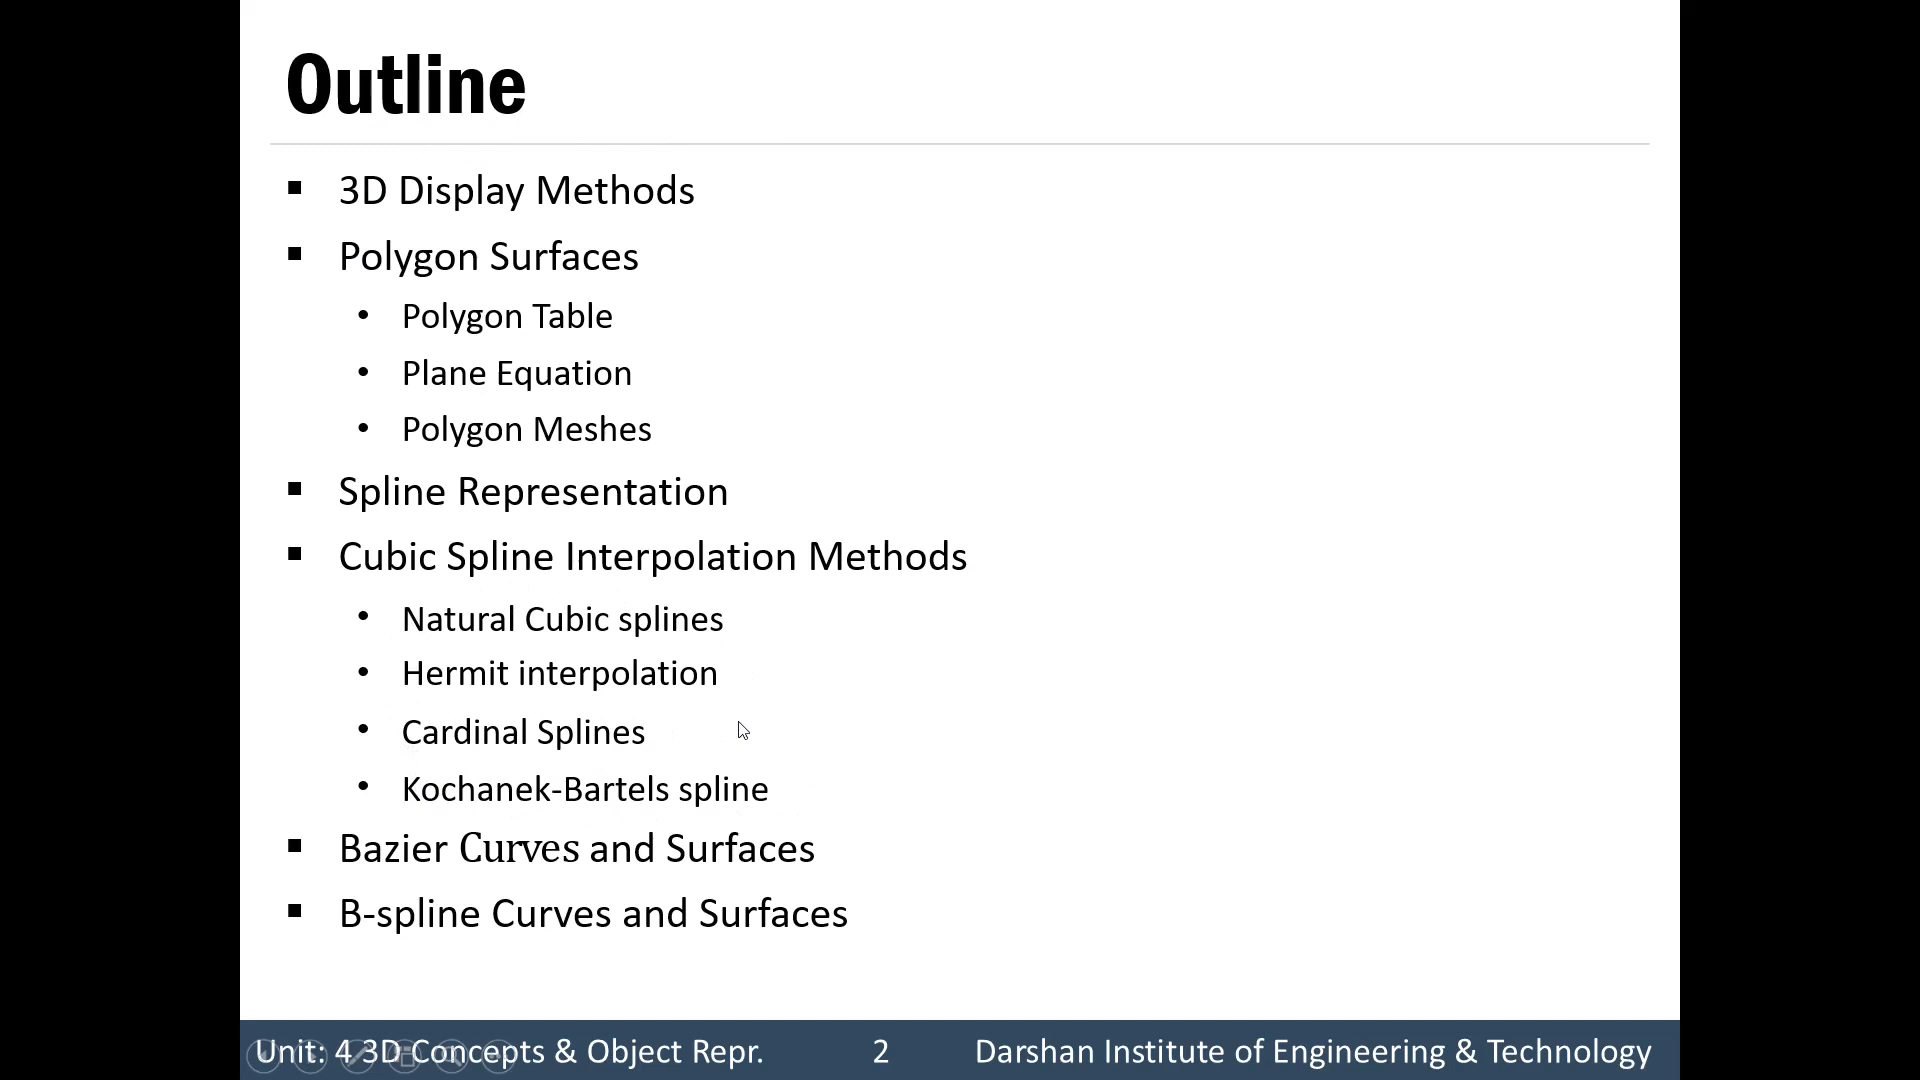 Outline
3D Display Methods
Polygon Surfaces
Polygon Table
Plane Equation
Polygon Meshes
Spline Representation
Cubic Spline Interpolation Methods
Natural Cubic splines
Hermit interpolation
Cardinal Splines
Kochanek-Bartels spline
Bazier Curves and Surfaces
B-spline Curves and Surfaces
Unit: 4 3D Concepts & Object Repr. 2 Darshan Institute of Engineering & Technology